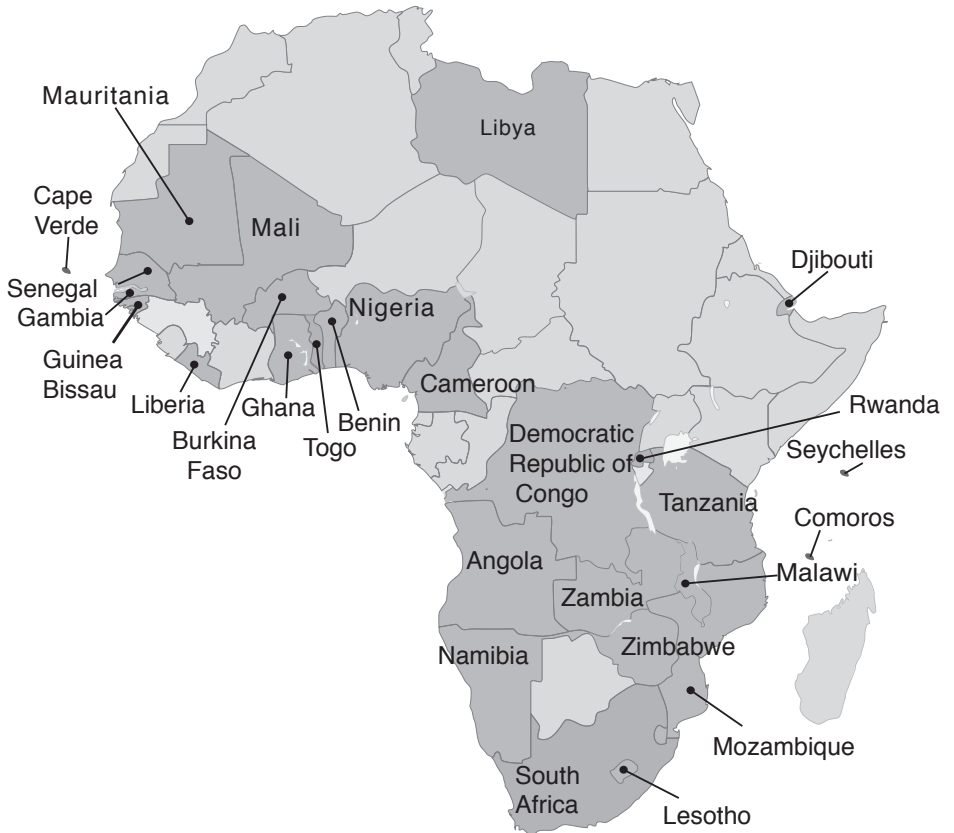 Libya
Mauritania
Cape
Verde
Mali
Djibouti
Senegal
Gambia
Nigeria
Guinea
Bissau
Cameroon
Liberia
Ghana
Benin
Rwanda
Burkina
Faso
Togo
Democratic
Republic of
Congo
Seychelles
Tanzania
Comoros
Angola
Malawi
Zambia
Namibia
Zimbabwe
Mozambique
South
Africa
Lesotho